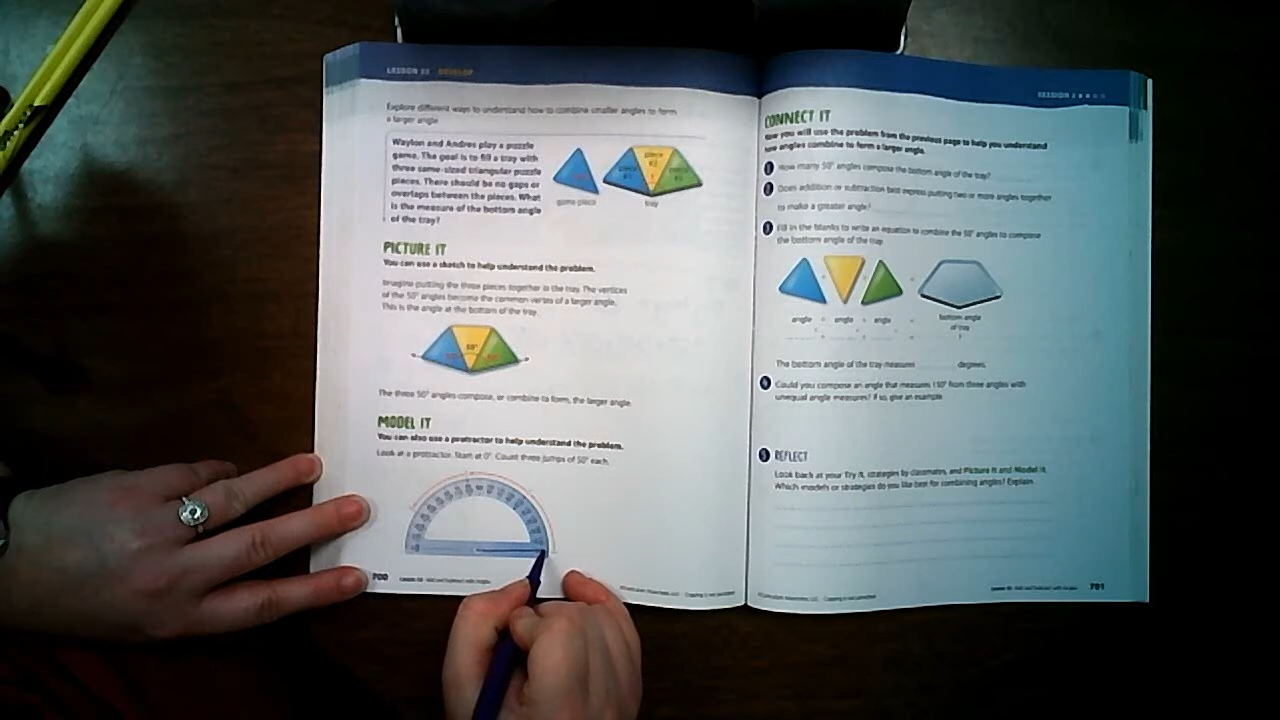 LESSON 32 DEVELOP
Explore different ways to understand how to combine smaller angles to form
a larger angle.
Waylon and Andres play a puzzle
game. The goal is to fill a tray with
three same-sized triangular puzzle
pieces. There should be no gaps or
overlaps between the pieces. What
is the measure of the bottom angle
of the tray?
game piece
tray
PICTURE IT
You can use a sketch to help understand the problem.
Imagine putting the three pieces together in the tray. The vertices
of the 50° angles become the common vertex of a larger angle.
This is the angle at the bottom of the tray.
The three 50° angles compose, or combine to form, the larger angle.
MODEL IT
You can also use a protractor to help understand the problem.
Look at a protractor. Start at 0°. Count three jumps of 50° each.
700
SESSION 2
CONNECT IT
Now you will use the problem from the previous page to help you understand
how angles combine to form a larger angle.
1 How many 50° angles compose the bottom angle of the tray?
2 Does addition or subtraction best express putting two or more angles together
to make a greater angle?
3 Fill in the blanks to write an equation to combine the 50° angles to compose
the bottom angle of the tray.
angle + angle + angle = bottom angle
of tray
The bottom angle of the tray measures degrees.
4 Could you compose an angle that measures 150° from three angles with
unequal angle measures? If so, give an example.
5 REFLECT
Look back at your Try It, strategies by classmates, and Picture It and Model It.
Which models or strategies do you like best for combining angles? Explain.
701